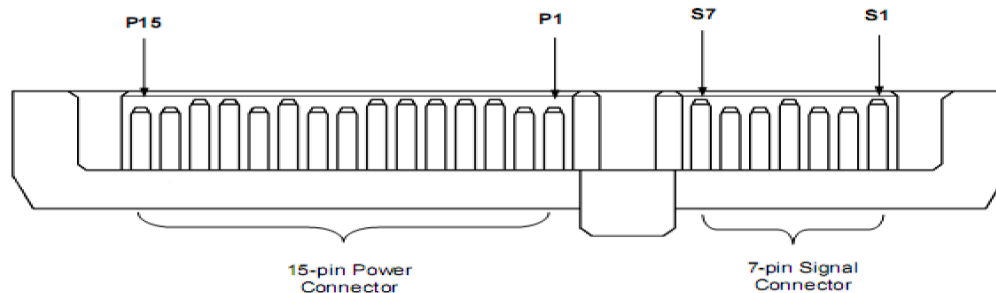 P15
P1
S7
S1
15-pin Power
Connector
7-pin Signal
Connector